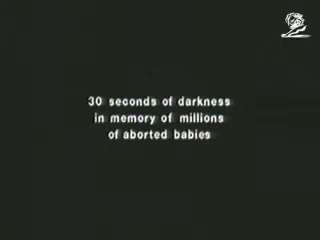 30 seconds of darkness
in memory of millions
of aborted babies